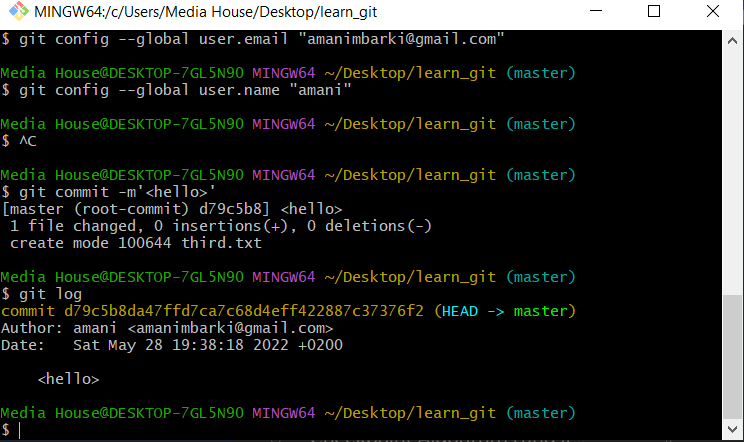 MINGW64:/c/Users/Media House/Desktop/learn_git
$ git config --global user.email "amanimbarki@gmail.com"
Media House@DESKTOP-7GL5N9O MINGW64 ~/Desktop/learn_git (master)
$ git config --global user.name "amani"
Media House@DESKTOP-7GL5N9O MINGW64 ~/Desktop/learn_git (master)
$ ^C
Media House@DESKTOP-7GL5N9O MINGW64 ~/Desktop/learn_git (master)
$ git commit -m'<hello>'
[master (root-commit) d79c5b8] <hello>
 1 file changed, 0 insertions(+), 0 deletions(-)
 create mode 100644 third.txt
Media House@DESKTOP-7GL5N9O MINGW64 ~/Desktop/learn_git (master)
$ git log
commit d79c5b8da47ffd7ca7c68d4eff422887c37376f2 (HEAD -> master)
Author: amani <amanimbarki@gmail.com>
Date:   Sat May 28 19:38:18 2022 +0200
    <hello>
Media House@DESKTOP-7GL5N9O MINGW64 ~/Desktop/learn_git (master)
$